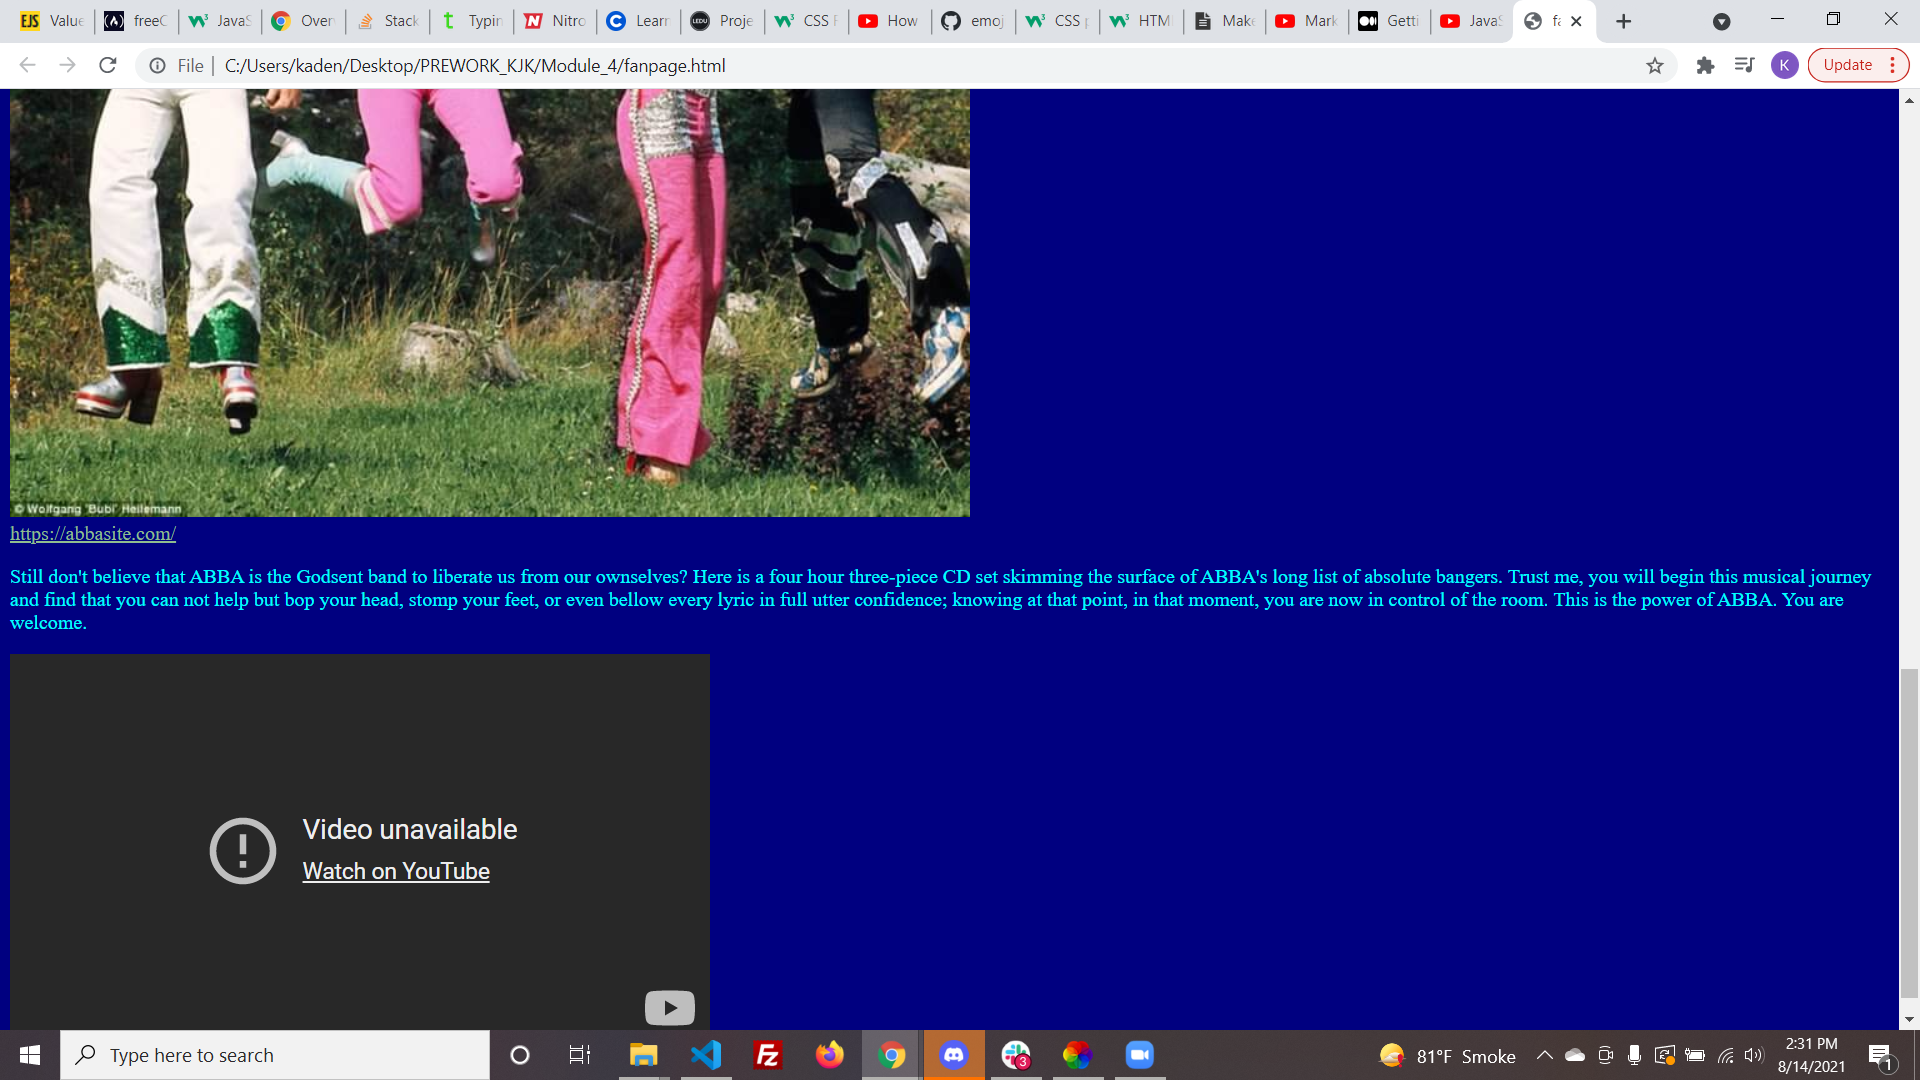 Value
freeC
JavaS
Over
Stack
Typin
Nitro
Learn
Proje
CSS
How
emoj
CSS p
HTM
Make
Mark
Getti
JavaS
fa
File
C:/Users/kaden/Desktop/PREWORK_KJK/Module_4/fanpage.html
K
Update
© Wolfgang 'Bubi' Heilemann
https://abbasite.com/
Still don't believe that ABBA is the Godsent band to liberate us from our ownselves? Here is a four hour three-piece CD set skimming the surface of ABBA's long list of absolute bangers. Trust me, you will begin this musical journey
and find that you can not help but bop your head, stomp your feet, or even bellow every lyric in full utter confidence; knowing at that point, in that moment, you are now in control of the room. This is the power of ABBA. You are
welcome.
Video unavailable
Watch on YouTube
Type here to search
3
81°F Smoke
2:31 PM
8/14/2021
1